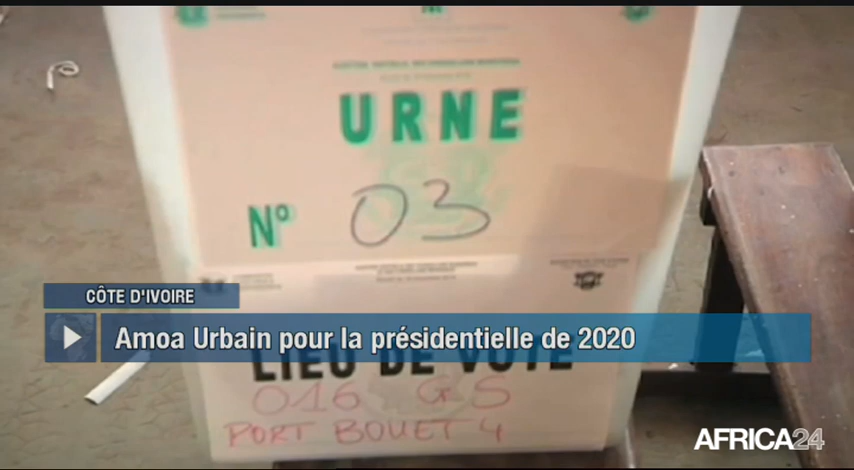 URNE
N° 03
CÔTE D'IVOIRE
Amoa Urbain pour la présidentielle de 2020
LIEU DE VOTE
016 GS
PORT BOUET 4
AFRICA24